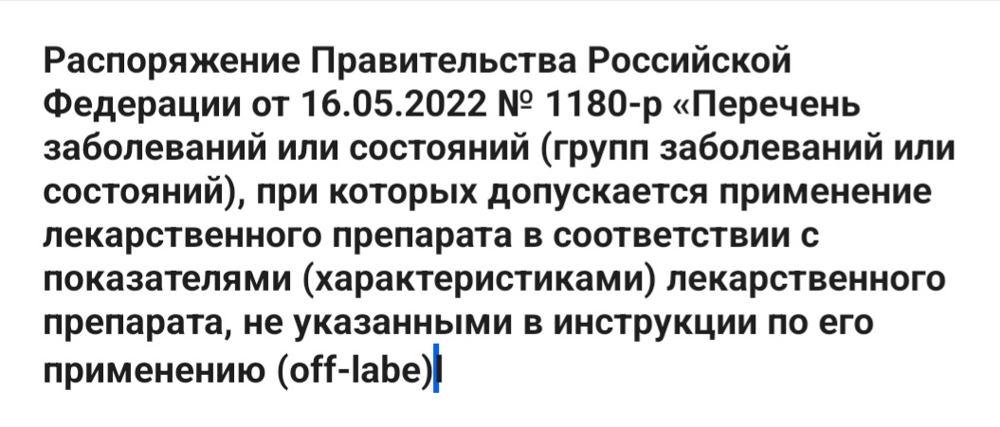 Распоряжение Правительства Российской
Федерации от 16.05.2022 № 1180-р «Перечень
заболеваний или состояний (групп заболеваний или
состояний), при которых допускается применение
лекарственного препарата в соответствии с
показателями (характеристиками) лекарственного
препарата, не указанными в инструкции по его
применению (off-labe)l